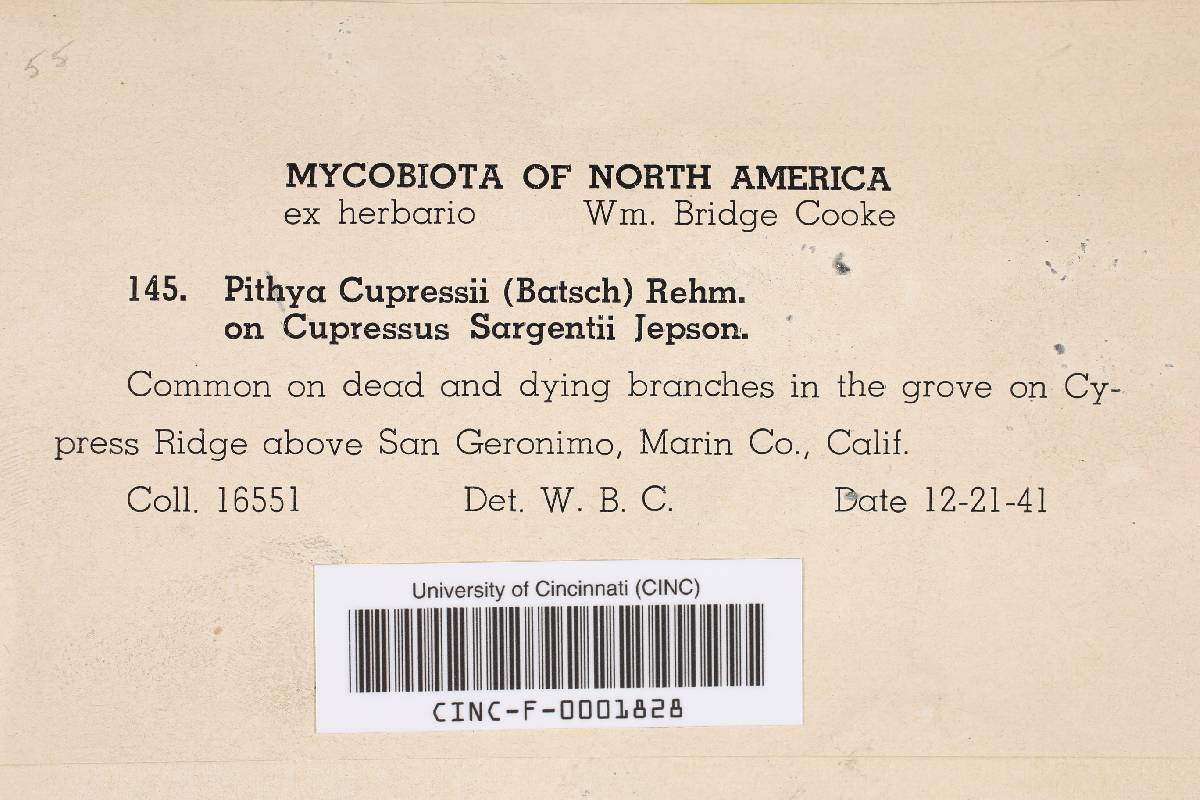 55
MYCOBIOTA OF NORTH AMERICA
ex herbario Wm. Bridge Cooke
145. Pithya Cupressii (Batsch) Rehm.
on Cupressus Sargentii Jepson.
Common on dead and dying branches in the grove on Cy-
press Ridge above San Geronimo, Marin Co., Calif.
Coll. 16551 Det. W. B. C. Date 12-21-41
University of Cincinnati (CINC)
CINC-F-0001828